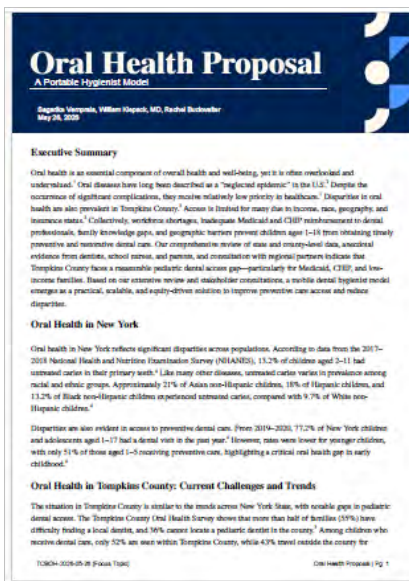 Oral Health Proposal
A Portable Hygienist Model
William Klepack, MD, Rachel Buckwalter
May 26, 2026
Executive Summary
Oral health is an essential component of overall health and well-being, yet it is often overlooked and
undervalued.¹ Oral diseases have long been described as a "neglected epidemic" in the U.S.² Despite the
occurrence of significant complications, they receive relatively low priority in healthcare. Disparities in oral
health are also prevalent in Tompkins County. Access is limited for many due to income, race, geography, and
insurance status. Collectively, workforce shortages, inadequate Medicaid and CHIP reimbursement to dental
professionals, family knowledge gaps, and geographic barriers prevent children ages 1–18 from obtaining timely
preventive and restorative dental care. Our comprehensive review of state and county-level data, anecdotal
evidence from dentists, school nurses, and parents, and consultation with regional partners indicate that
Tompkins County faces a measurable pediatric dental access gap—particularly for Medicaid, CHIP, and low-
income families. Based on our extensive review and stakeholder consultations, a mobile dental hygienist model
emerges as a practical, scalable, and equity-driven solution to improve preventive care access and reduce
disparities.
Oral Health in New York
Oral health in New York reflects significant disparities across populations. According to data from the 2017–
2018 National Health and Nutrition Examination Survey (NHANES), 13.2% of children aged 2–11 had
untreated caries in their primary teeth.⁴ Like many other diseases, untreated caries varies in prevalence among
racial and ethnic groups. Approximately 21% of Asian non-Hispanic children, 18% of Hispanic children, and
13.2% of Black non-Hispanic children experienced untreated caries, compared with 9.7% of White non-
Hispanic children.⁴
Disparities are also evident in access to preventive dental care. From 2019–2020, 77.2% of New York children
and adolescents aged 1–17 had a dental visit in the past year. However, rates were lower for younger children,
with only 51% of those aged 1–5 receiving preventive care, highlighting a critical oral health gap in early
childhood.
Oral Health in Tompkins County: Current Challenges and Trends
The situation in Tompkins County is similar to the trends across New York State, with notable gaps in pediatric
dental access. The Tompkins County Oral Health Survey shows that more than half of families (55%) have
difficulty finding a local dentist, and 36% cannot locate a pediatric dentist in the county. Among children who
receive dental care, only 52% are seen within Tompkins County, while 43% travel outside the county for
TCBOH-2026-05-26 [Focus Topic]
Oral Health Proposal | Pg 1